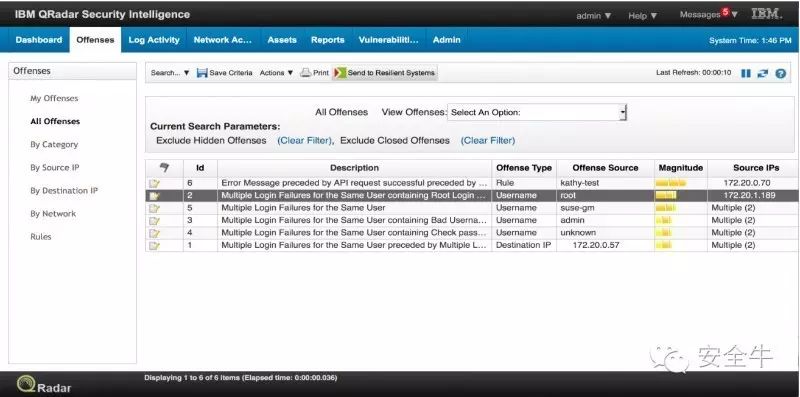 IBM QRadar Security Intelligence
admin ▼ Help ▼ Messages 5 ▼ IBM.
Dashboard Offenses Log Activity Network Ac... Assets Reports Vulnerabiliti... Admin System Time: 1:46 PM
Offenses
Search... ▼ Save Criteria Actions ▼ Print Send to Resilient Systems Last Refresh: 00:00:10
My Offenses
All Offenses
By Category
By Source IP
By Destination IP
By Network
Rules
All Offenses View Offenses: Select An Option:
Current Search Parameters:
Exclude Hidden Offenses (Clear Filter), Exclude Closed Offenses (Clear Filter)
Id Description Offense Type Offense Source Magnitude Source IPs
6 Error Message preceded by API request successful preceded by ... Rule kathy-test 172.20.0.70
2 Multiple Login Failures for the Same User containing Root Login ... Username root 172.20.1.189
5 Multiple Login Failures for the Same User Username suse-gm Multiple (2)
3 Multiple Login Failures for the Same User containing Bad Userna... Username admin Multiple (2)
4 Multiple Login Failures for the Same User containing Check pass... Username unknown Multiple (2)
1 Multiple Login Failures for the Same User preceded by Multiple L... Destination IP 172.20.0.57 Multiple (2)
安全牛
Displaying 1 to 6 of 6 items (Elapsed time: 0:00:00.036)
QRadar